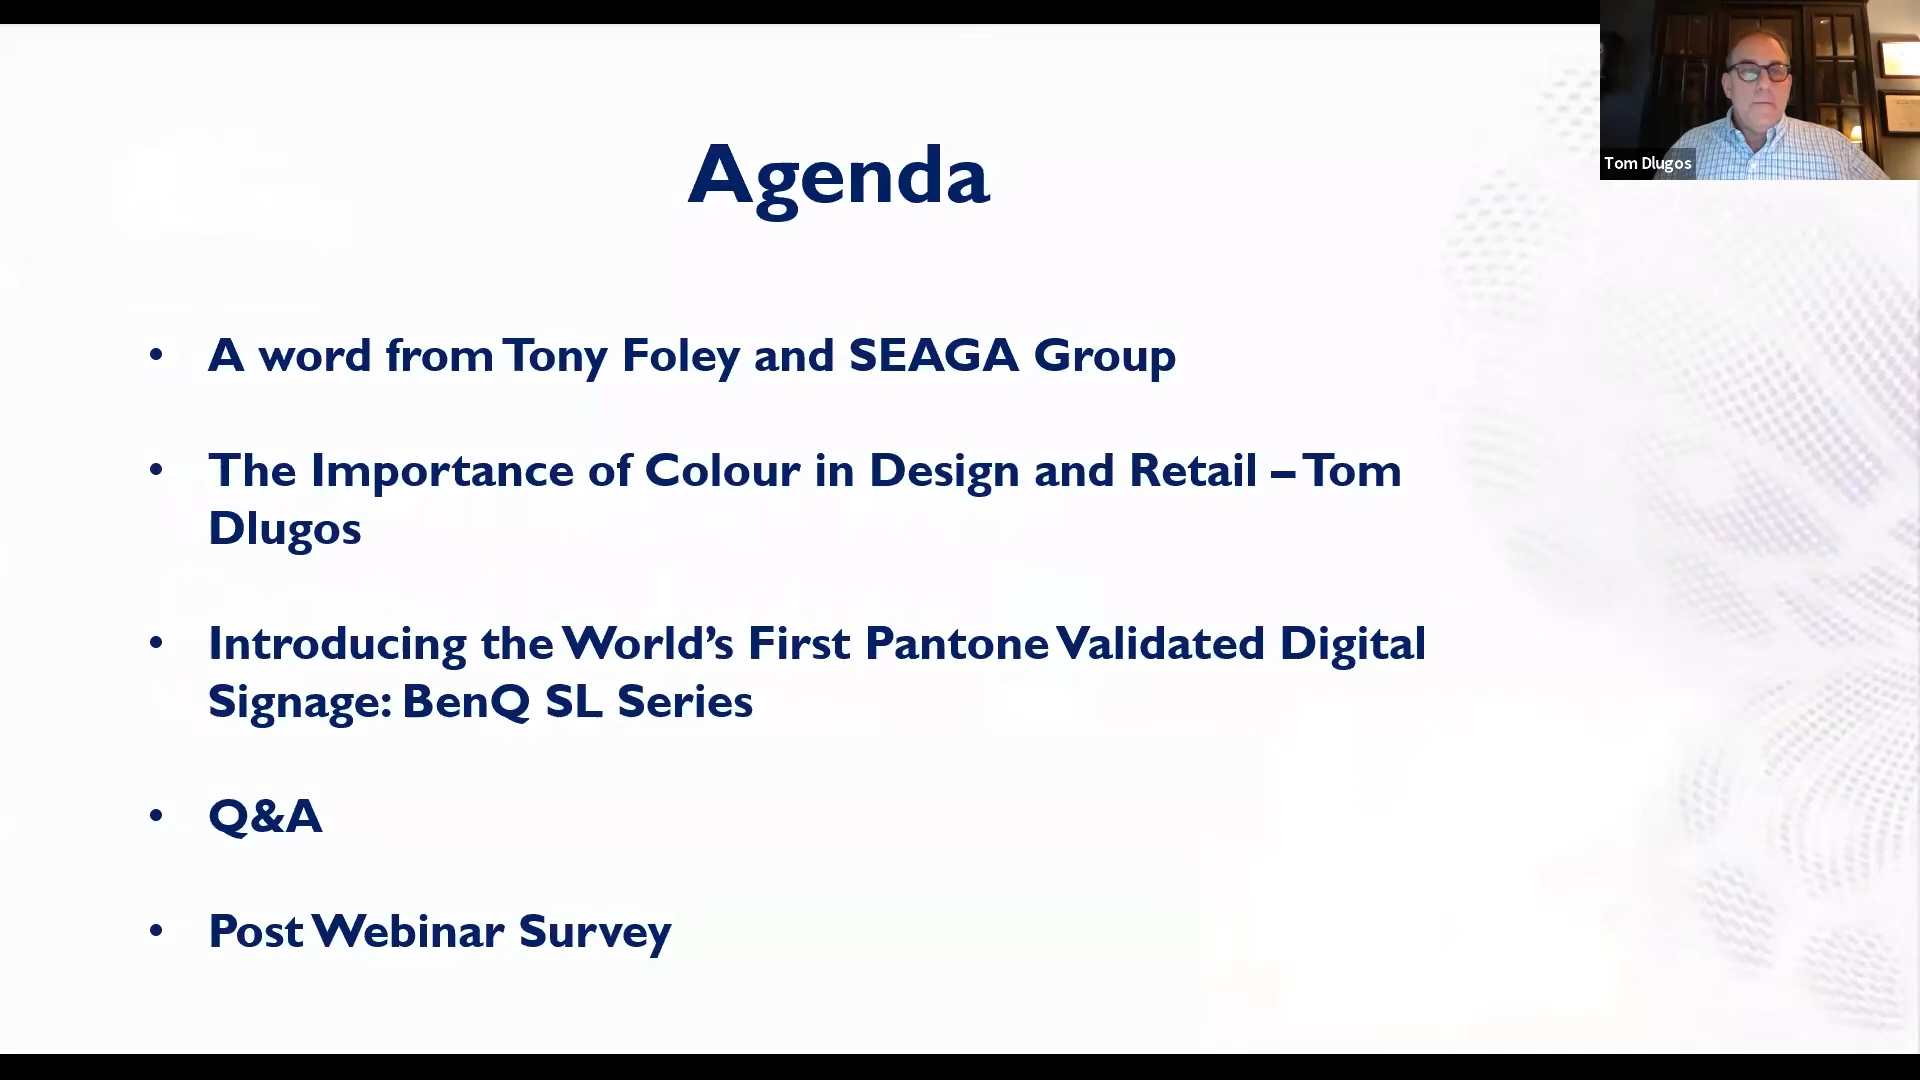 Agenda
Tom Dlugos
• A word from Tony Foley and SEAGA Group
• The Importance of Colour in Design and Retail – Tom
Dlugos
• Introducing the World’s First Pantone Validated Digital
Signage: BenQ SL Series
• Q&A
• Post Webinar Survey